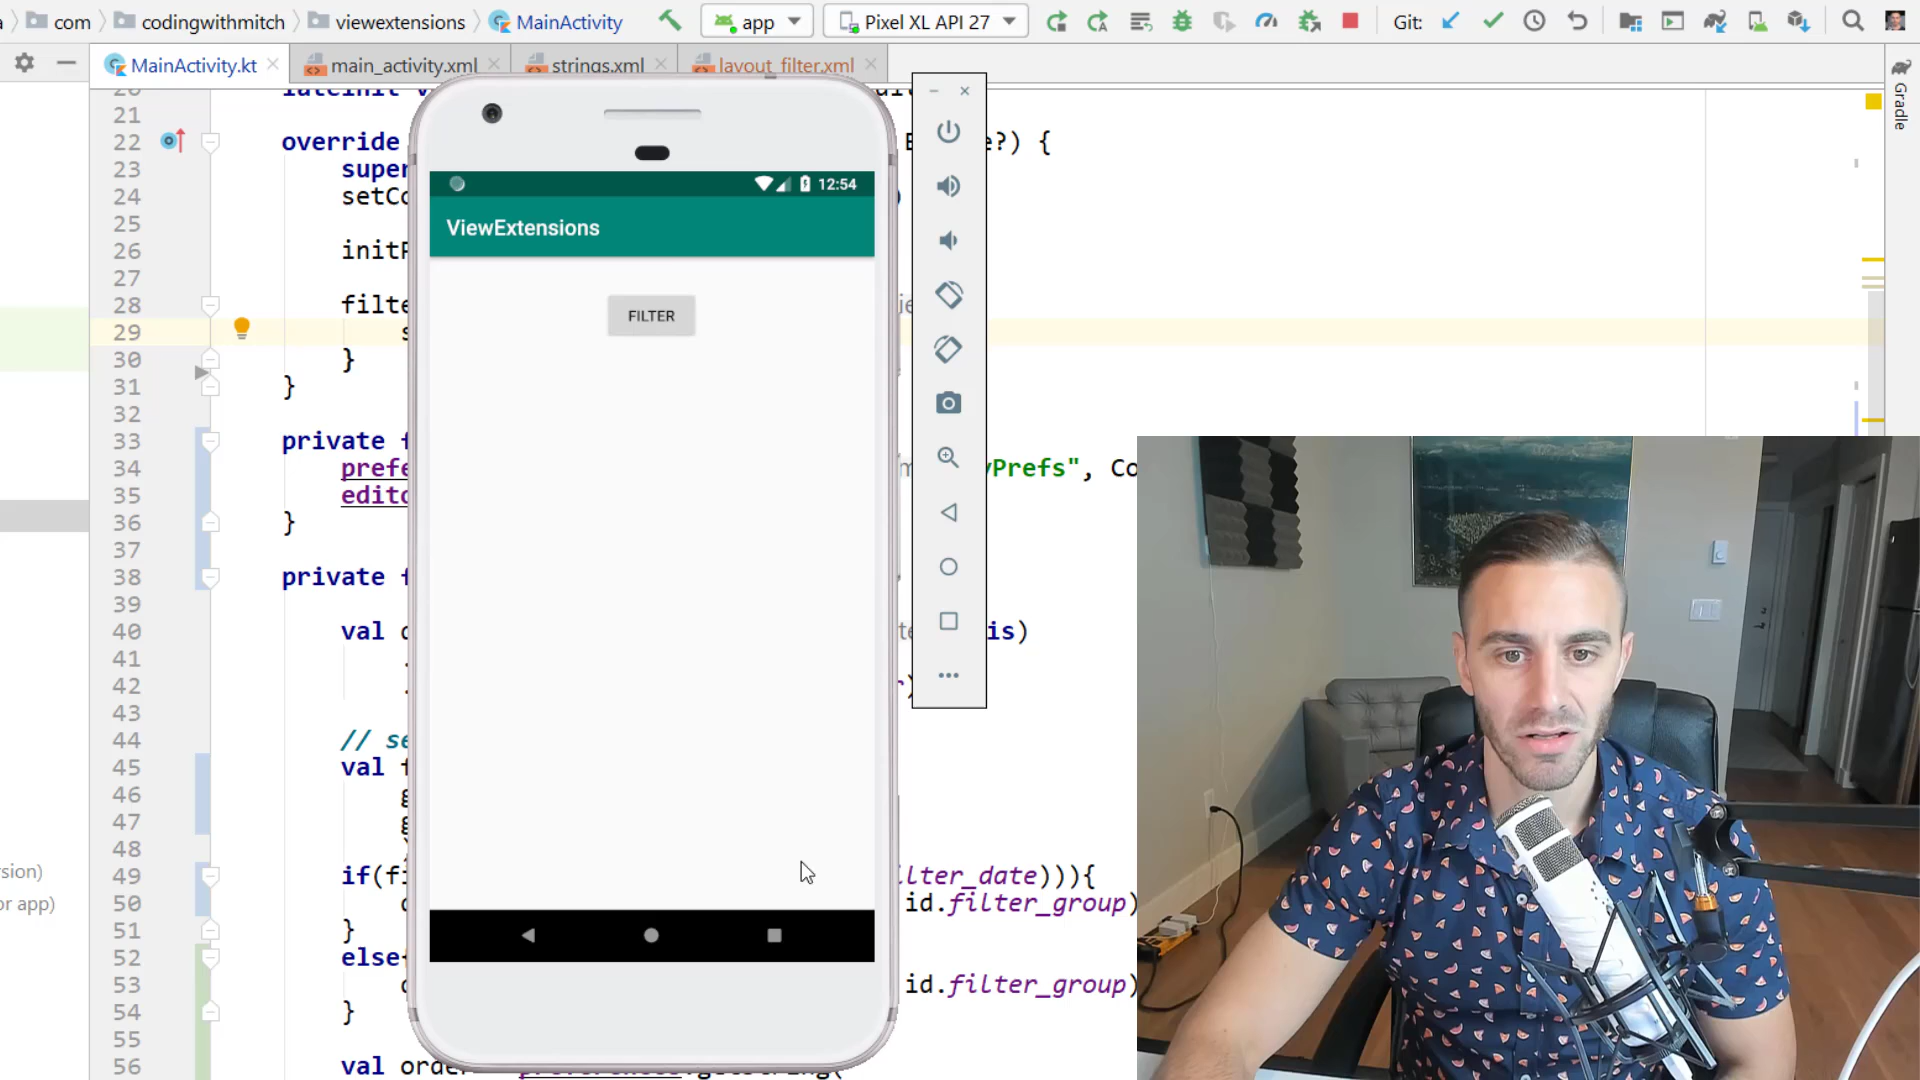 com codingwithmitch viewextensions MainActivity app Pixel XL API 27 Git:
MainActivity.kt main_activity.xml strings.xml layout_filter.xml
Gradle
21
22 override e?) {
23 super
24 setCo
25
26 initP
27
28 filte
29 s
30 }
31 }
32
33 private f
34 prefe yPrefs", Co
35 edito
36 }
37
38 private f
39
40 val is)
41
42
43
44 // se
45 val f
46 g
47 g
48
49 if(fi lter_date))){
50 id.filter_group)
51 }
52 else{
53 id.filter_group)
54 }
55
56 val orde
12:54
ViewExtensions
FILTER
sion)
or app)